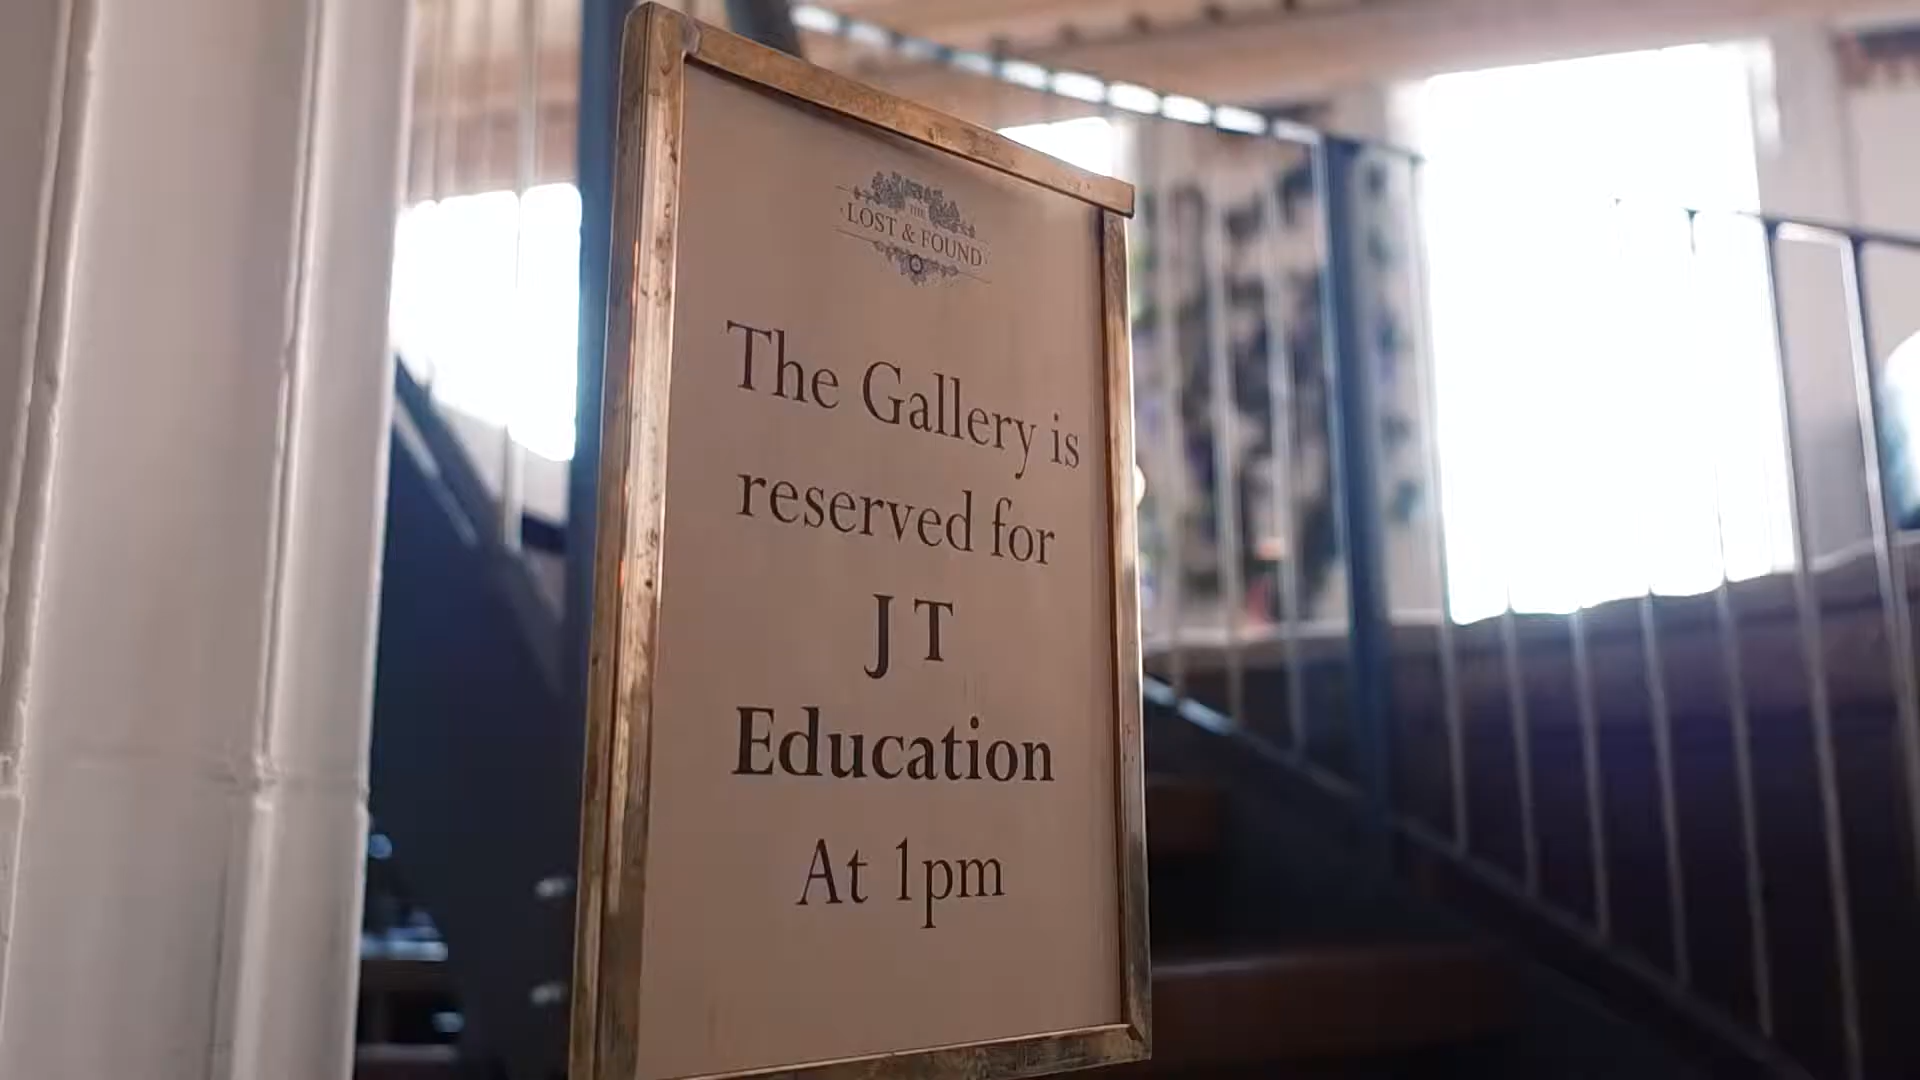 THE
LOST & FOUND
The Gallery is
reserved for
J T
Education
At 1pm